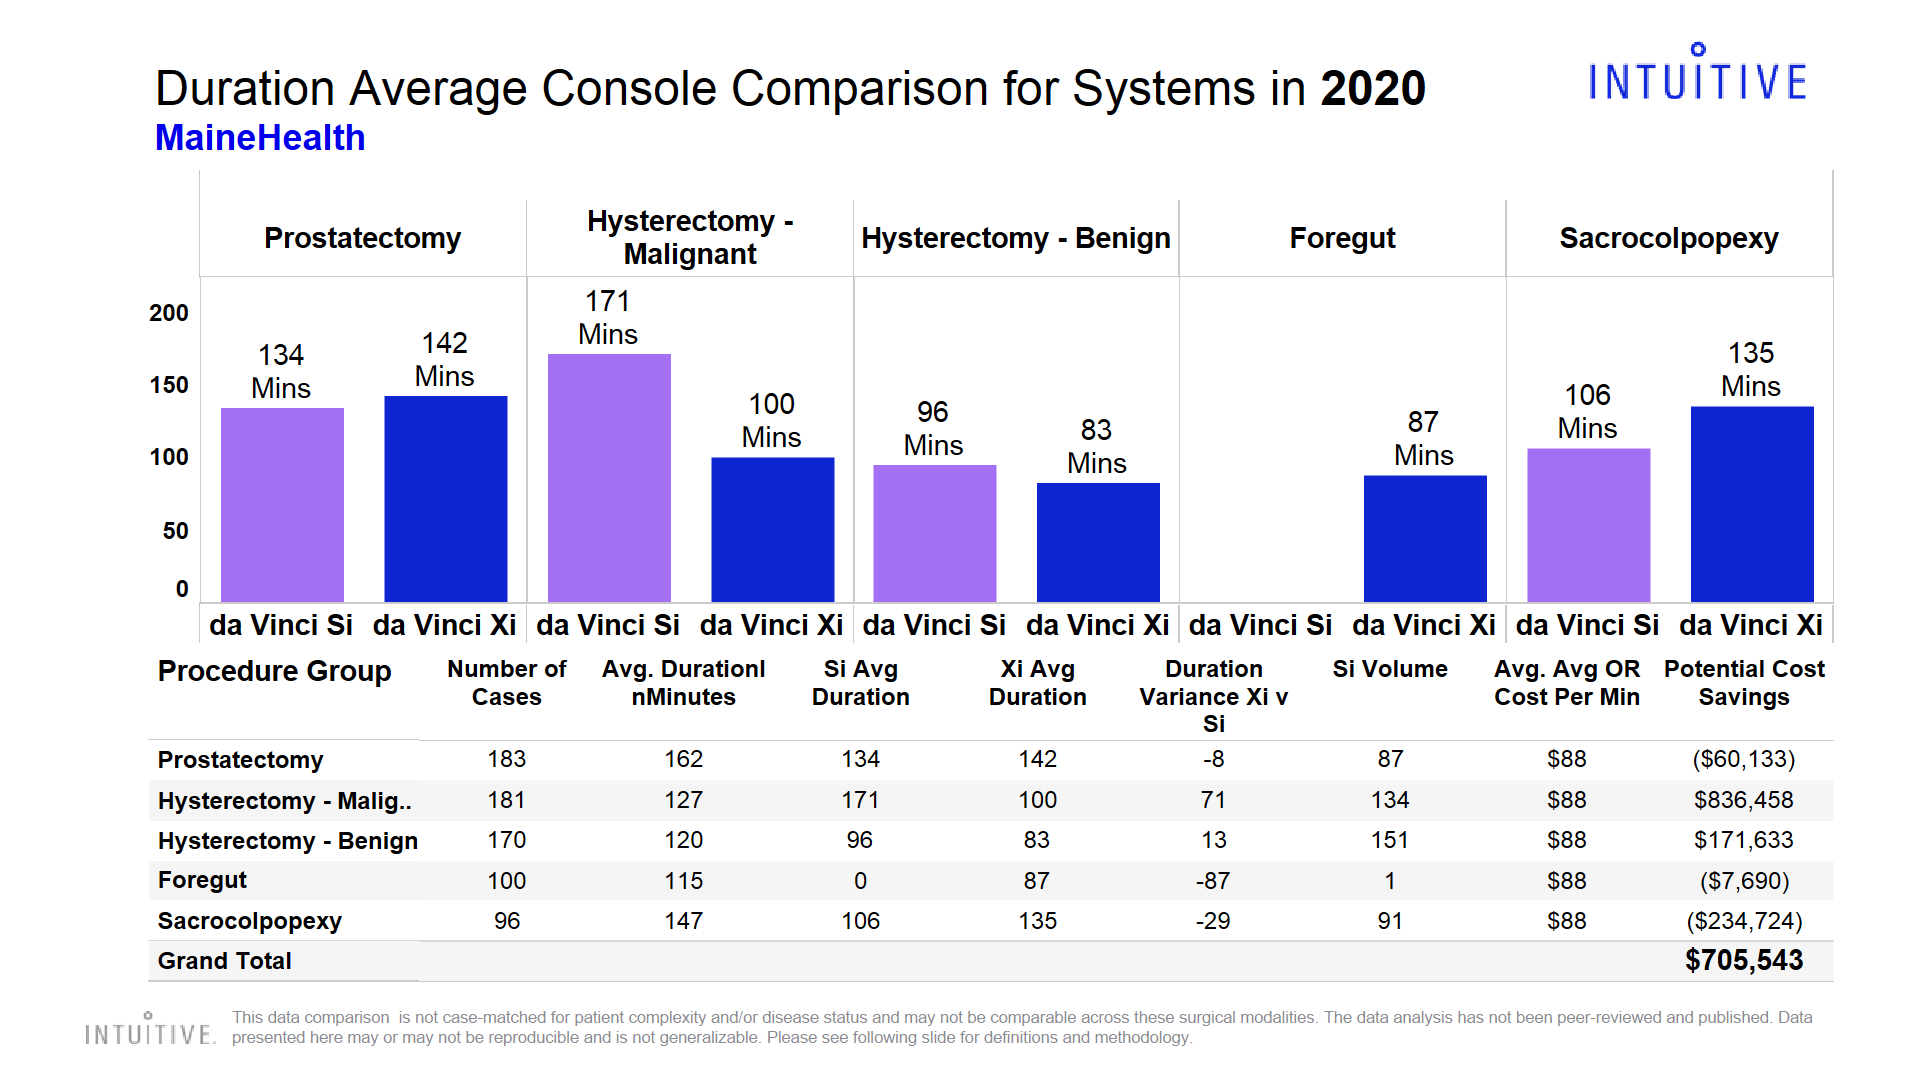 Duration Average Console Comparison for Systems in 2020
INTUITIVE
MaineHealth
Prostatectomy
Hysterectomy -
Malignant
Hysterectomy - Benign
Foregut
Sacrocolpopexy
200
150
100
50
0
134
Mins
142
Mins
171
Mins
100
Mins
96
Mins
83
Mins
87
Mins
106
Mins
135
Mins
da Vinci Si da Vinci Xi da Vinci Si da Vinci Xi da Vinci Si da Vinci Xi da Vinci Si da Vinci Xi da Vinci Si da Vinci Xi
Procedure Group
Number of
Cases
Avg. DurationI
nMinutes
Si Avg
Duration
Xi Avg
Duration
Duration
Variance Xi v
Si
Si Volume
Avg. Avg OR
Cost Per Min
Potential Cost
Savings
Prostatectomy 183 162 134 142 -8 87 $88 ($60,133)
Hysterectomy - Malig.. 181 127 171 100 71 134 $88 $836,458
Hysterectomy - Benign 170 120 96 83 13 151 $88 $171,633
Foregut 100 115 0 87 -87 1 $88 ($7,690)
Sacrocolpopexy 96 147 106 135 -29 91 $88 ($234,724)
Grand Total $705,543
INTUITIVE.
This data comparison is not case-matched for patient complexity and/or disease status and may not be comparable across these surgical modalities. The data analysis has not been peer-reviewed and published. Data
presented here may or may not be reproducible and is not generalizable. Please see following slide for definitions and methodology.